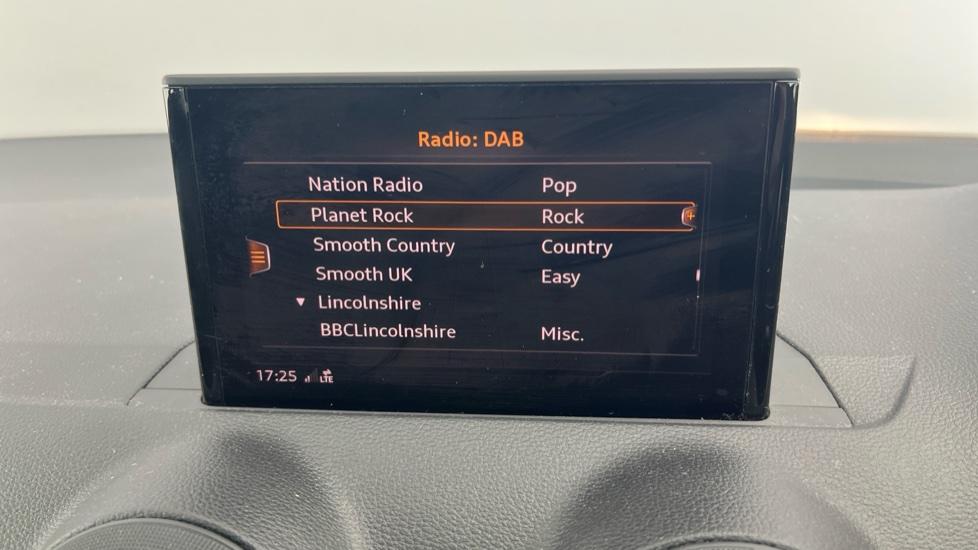 Radio: DAB
Nation Radio Pop
Planet Rock Rock
Smooth Country Country
Smooth UK Easy
▼ Lincolnshire
BBCLincolnshire Misc.
17:25 LTE